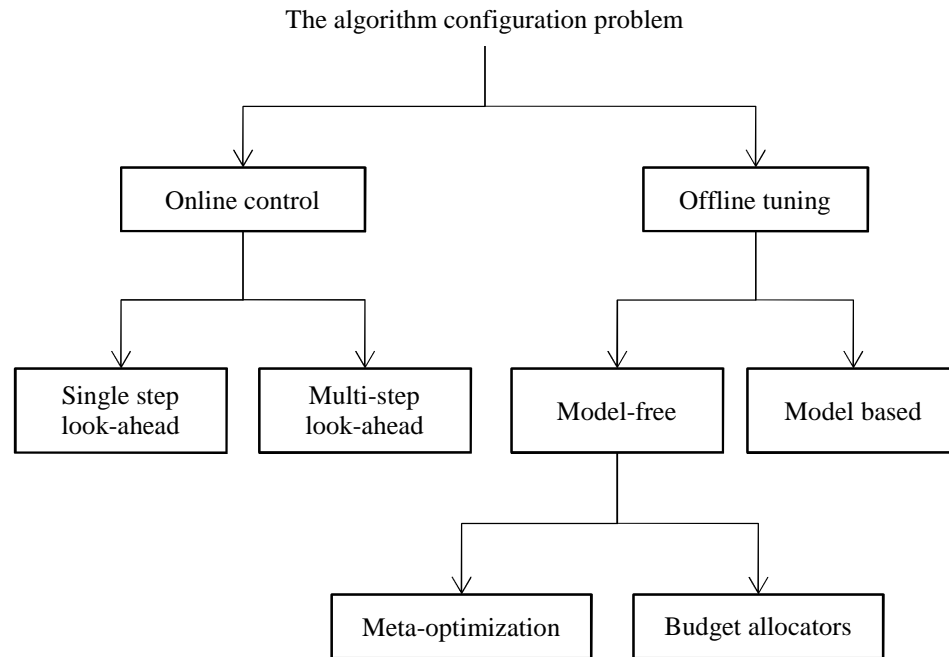 The algorithm configuration problem
Online control
Offline tuning
Single step
look-ahead
Multi-step
look-ahead
Model-free
Model based
Meta-optimization
Budget allocators